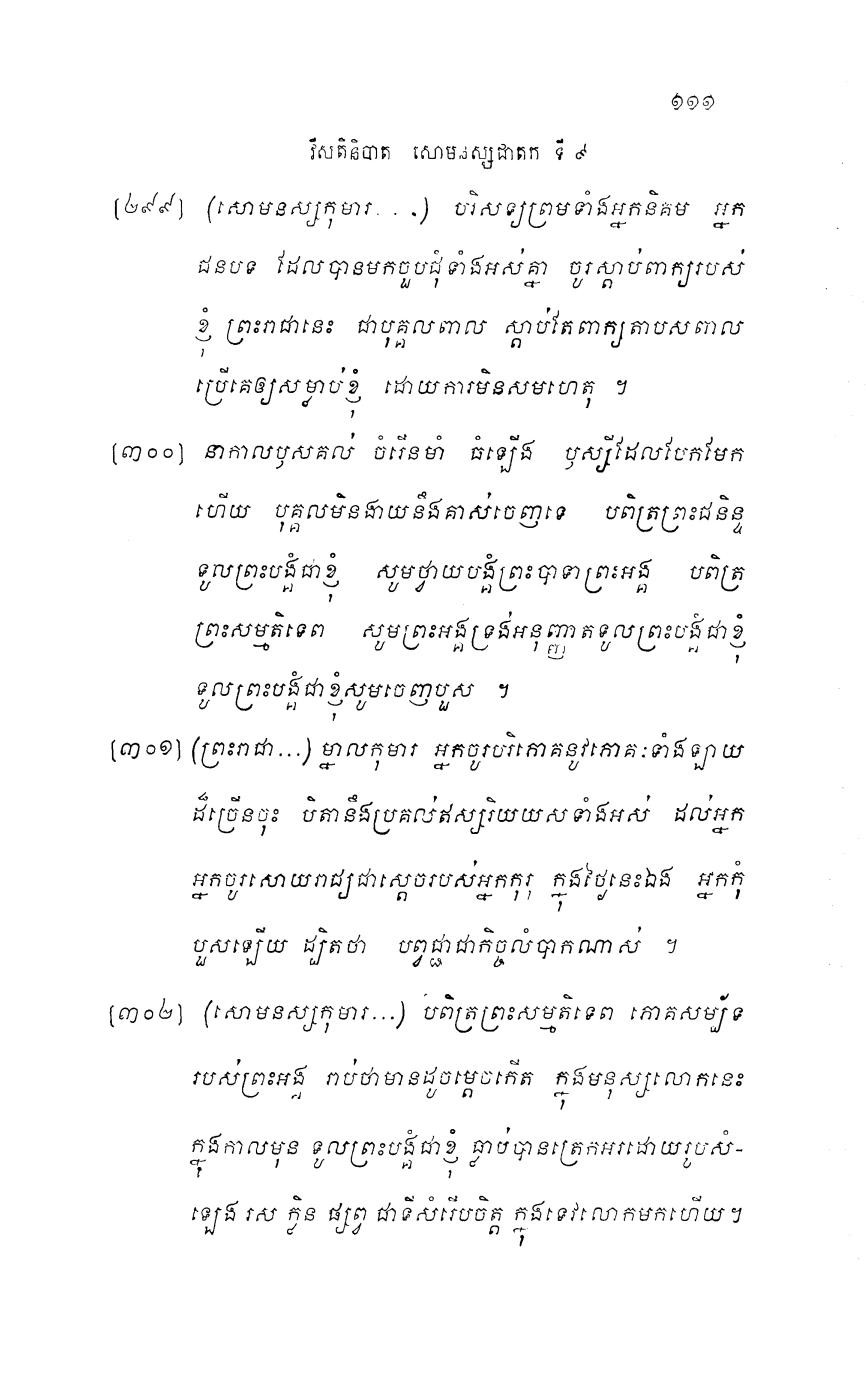 ១១១
វីសតិនិបាត សោមនស្សជាតក ទី ៩
[២៩៩] (សោមនស្សកុមារ...) បរិសទ្យព្រមទាំងអ្នកនិគម អ្នក
ជនបទ ដែលបានមកចួបជុំទាំងអស់គ្នា ចូរស្តាប់ពាក្យរបស់
ខ្ញុំ ព្រះរាជានេះ ជាបុគ្គលពាល ស្តាប់តែពាក្យតាបសពាល
ប្រើគេឲ្យសម្លាប់ខ្ញុំ ដោយការមិនសមហេតុ ។
[៣០០] នាកាលឫសគល់ ចំរើនមាំ ធំឡើង ឫស្សីដែលបែកមែក
ហើយ បុគ្គលមិនងាយនឹងគាស់ចេញទេ បពិត្រព្រះជនិន្ទ
ទូលព្រះបង្គំជាខ្ញុំ សូមថ្វាយបង្គំព្រះបាទាព្រះអង្គ បពិត្រ
ព្រះសម្មតិទេព សូមព្រះអង្គទ្រង់អនុញ្ញាតទូលព្រះបង្គំជាខ្ញុំ
ទូលព្រះបង្គំជាខ្ញុំសូមចេញបួស ។
[៣០១] (ព្រះរាជា...) ម្នាលកុមារ អ្នកចូរបរិភោគនូវភោគៈទាំងឡាយ
ដ៏ច្រើនចុះ បិតានឹងប្រគល់ឥស្សរិយយសទាំងអស់ ដល់អ្នក
អ្នកចូរសោយរាជ្យជាស្តេចរបស់អ្នកកុរុ ក្នុងថ្ងៃនេះឯង អ្នកកុំ
បួសឡើយ ដ្បិតថា បព្វជ្ជាជាកិច្ចលំបាកណាស់ ។
[៣០២] (សោមនស្សកុមារ...) បពិត្រព្រះសម្មតិទេព ភោគសម្ប័ទ
របស់ព្រះអង្គ រាប់ថាមានដូចម្តេចកើត ក្នុងមនុស្សលោកនេះ
ក្នុងកាលមុន ទូលព្រះបង្គំជាខ្ញុំ ធ្លាប់បានត្រេកអរដោយរូបសំ-
ឡេង រស ក្លិន ផ្សព្វ ជាទីសំរើបចិត្ត ក្នុងទេវលោកមកហើយ ។